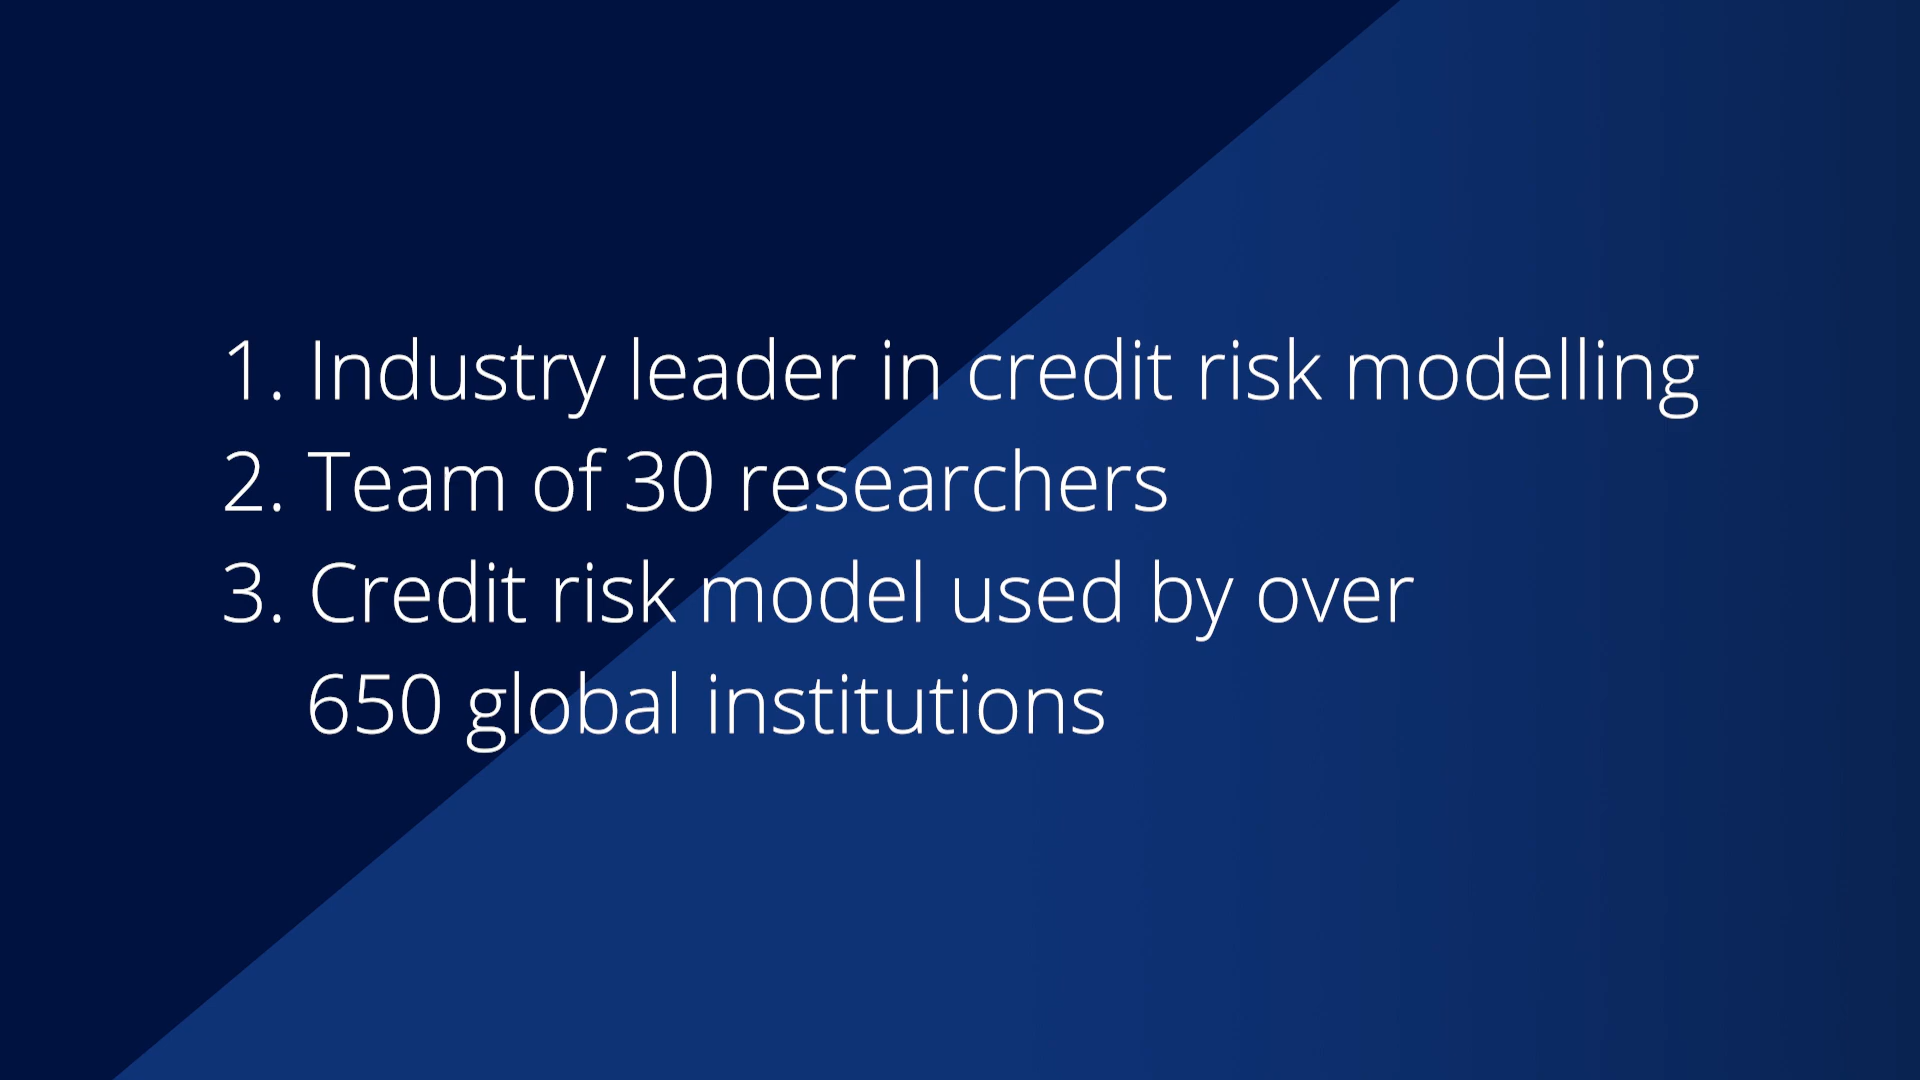 1. Industry leader in credit risk modelling
2. Team of 30 researchers
3. Credit risk model used by over
650 global institutions